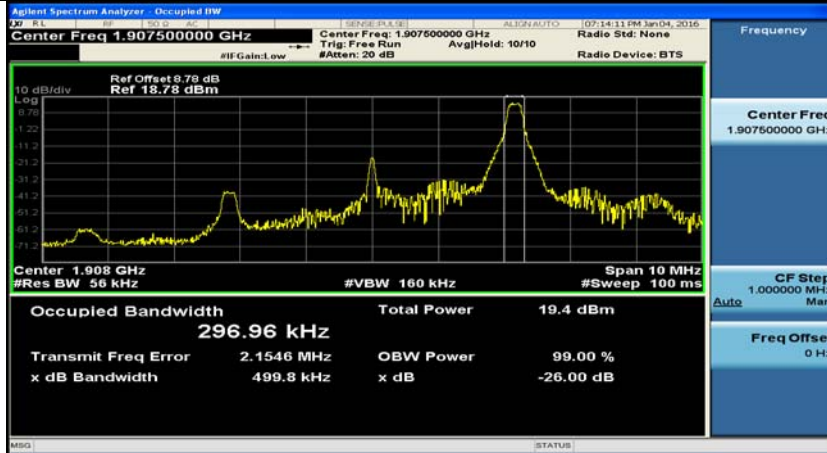 Agilent Spectrum Analyzer - Occupied BW
RL RF 50 Ω AC SENSE:PULSE ALIGN AUTO 07:14:11 PM Jan 04, 2016
Center Freq 1.907500000 GHz
Center Freq: 1.907500000 GHz
Radio Std: None
Trig: Free Run Avg|Hold: 10/10
#IFGain:Low #Atten: 20 dB Radio Device: BTS
Ref Offset 8.78 dB
10 dB/div Ref 18.78 dBm
Log
8.78
-1.22
-11.2
-21.2
-31.2
-41.2
-51.2
-61.2
-71.2
Center 1.908 GHz Span 10 MHz
#Res BW 56 kHz #VBW 160 kHz #Sweep 100 ms
Occupied Bandwidth Total Power 19.4 dBm
296.96 kHz
Transmit Freq Error 2.1546 MHz OBW Power 99.00 %
x dB Bandwidth 499.8 kHz x dB -26.00 dB
MSG STATUS
Frequency
Center Freq
1.907500000 GH
CF Step
1.000000 MH
Auto Man
Freq Offse
0 H